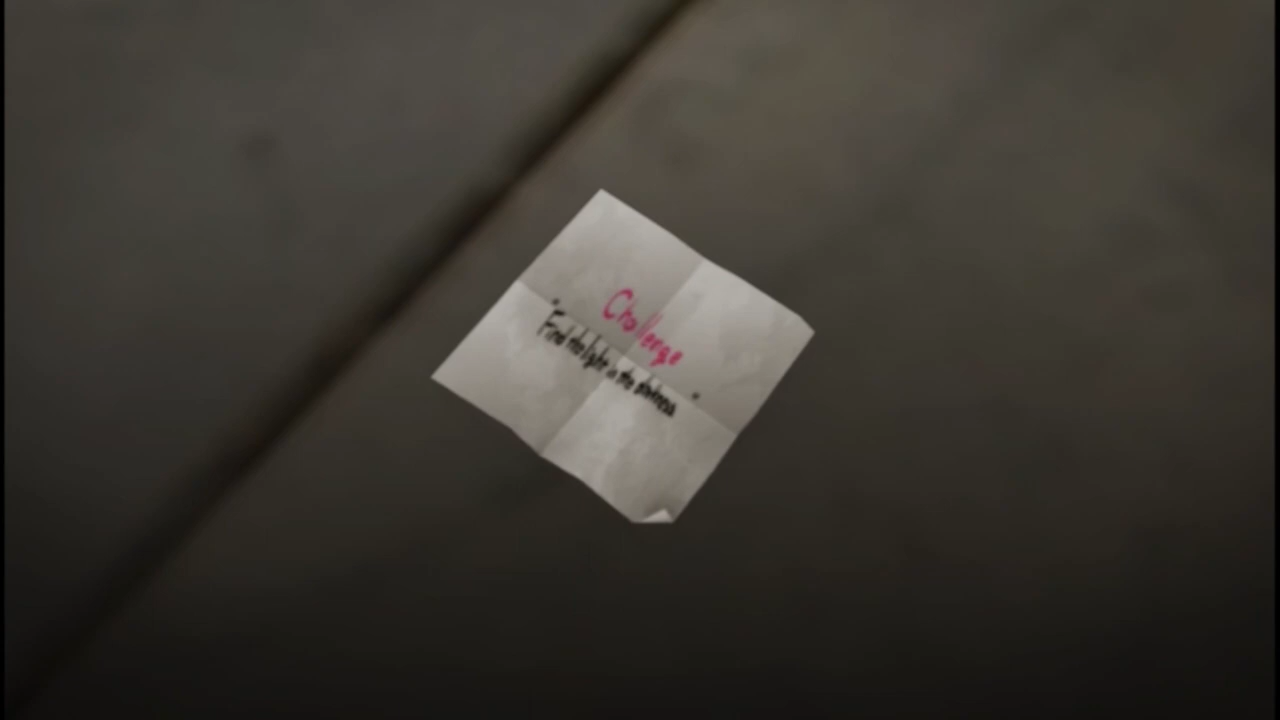 Challenge
"Find the light in the darkness"